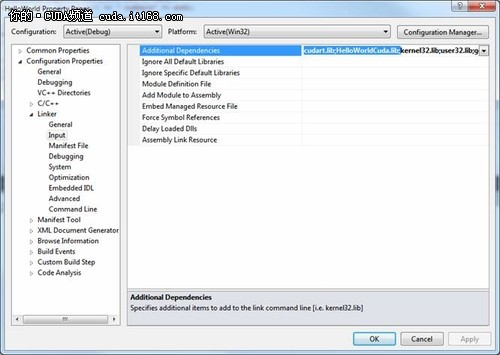 你的·CUDA频道 cuda.it168.com
HelloWorld Property Pages
Configuration: Active(Debug) Platform: Active(Win32) Configuration Manager...
Common Properties
Configuration Properties
General
Debugging
VC++ Directories
C/C++
Linker
General
Input
Manifest File
Debugging
System
Optimization
Embedded IDL
Advanced
Command Line
Manifest Tool
XML Document Generator
Browse Information
Build Events
Custom Build Step
Code Analysis
Additional Dependencies cudart.lib;HelloWorldCuda.lib;kernel32.lib;user32.lib;g
Ignore All Default Libraries
Ignore Specific Default Libraries
Module Definition File
Add Module to Assembly
Embed Managed Resource File
Force Symbol References
Delay Loaded Dlls
Assembly Link Resource
Additional Dependencies
Specifies additional items to add to the link command line [i.e. kernel32.lib]
OK Cancel Apply